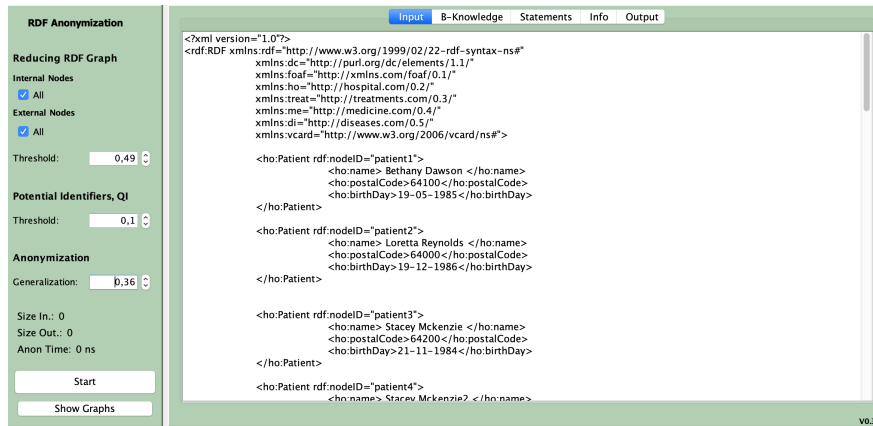 RDF Anonymization
Reducing RDF Graph
Internal Nodes
All
External Nodes
All
Threshold: 0,49
Potential Identifiers, QI
Threshold: 0,1
Anonymization
Generalization: 0,36
Size In.: 0
Size Out.: 0
Anon Time: 0 ns
Start
Show Graphs
Input B-Knowledge Statements Info Output
<?xml version="1.0"?>
<rdf:RDF xmlns:rdf="http://www.w3.org/1999/02/22-rdf-syntax-ns#"
xmlns:dc="http://purl.org/dc/elements/1.1/"
xmlns:foaf="http://xmlns.com/foaf/0.1/"
xmlns:ho="http://hospital.com/0.2/"
xmlns:treat="http://treatments.com/0.3/"
xmlns:me="http://medicine.com/0.4/"
xmlns:di="http://diseases.com/0.5/"
xmlns:vcard="http://www.w3.org/2006/vcard/ns#">
<ho:Patient rdf:nodeID="patient1">
<ho:name> Bethany Dawson </ho:name>
<ho:postalCode>64100</ho:postalCode>
<ho:birthDay>19-05-1985</ho:birthDay>
</ho:Patient>
<ho:Patient rdf:nodeID="patient2">
<ho:name> Loretta Reynolds </ho:name>
<ho:postalCode>64000</ho:postalCode>
<ho:birthDay>19-12-1986</ho:birthDay>
</ho:Patient>
<ho:Patient rdf:nodeID="patient3">
<ho:name> Stacey Mckenzie </ho:name>
<ho:postalCode>64200</ho:postalCode>
<ho:birthDay>21-11-1984</ho:birthDay>
</ho:Patient>
<ho:Patient rdf:nodeID="patient4">
<ho:name> Stacey Mckenzie2 </ho:name>